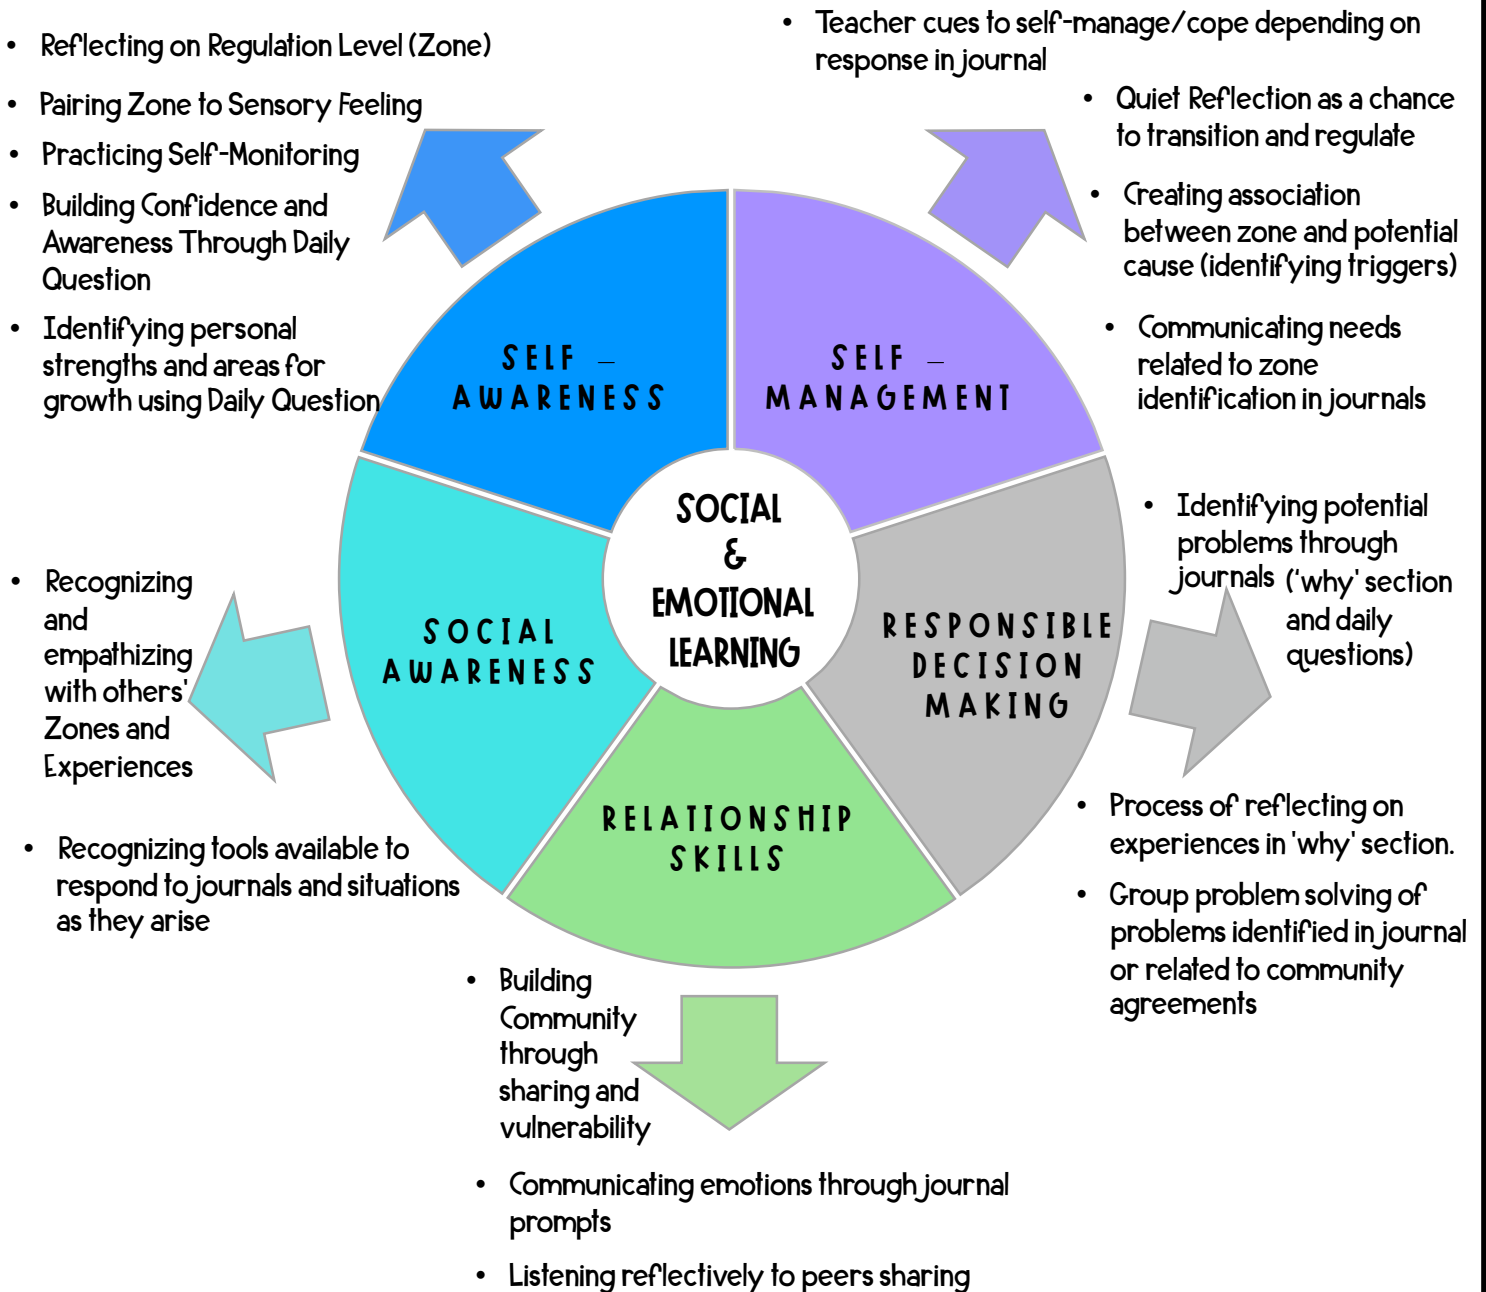 • Reflecting on Regulation Level (Zone)
• Pairing Zone to Sensory Feeling
• Practicing Self-Monitoring
• Building Confidence and
Awareness Through Daily
Question
• Identifying personal
strengths and areas for
growth using Daily Question
• Teacher cues to self-manage/cope depending on
response in journal
• Quiet Reflection as a chance
to transition and regulate
• Creating association
between zone and potential
cause (identifying triggers)
• Communicating needs
related to zone
identification in journals
SELF –
AWARENESS
SELF –
MANAGEMENT
SOCIAL
&
EMOTIONAL
LEARNING
SOCIAL
AWARENESS
RESPONSIBLE
DECISION
MAKING
RELATIONSHIP
SKILLS
• Recognizing
and
empathizing
with others'
Zones and
Experiences
• Recognizing tools available to
respond to journals and situations
as they arise
• Identifying potential
problems through
journals ('why' section
and daily
questions)
• Process of reflecting on
experiences in 'why' section.
• Group problem solving of
problems identified in journal
or related to community
agreements
• Building
Community
through
sharing and
vulnerability
• Communicating emotions through journal
prompts
• Listening reflectively to peers sharing